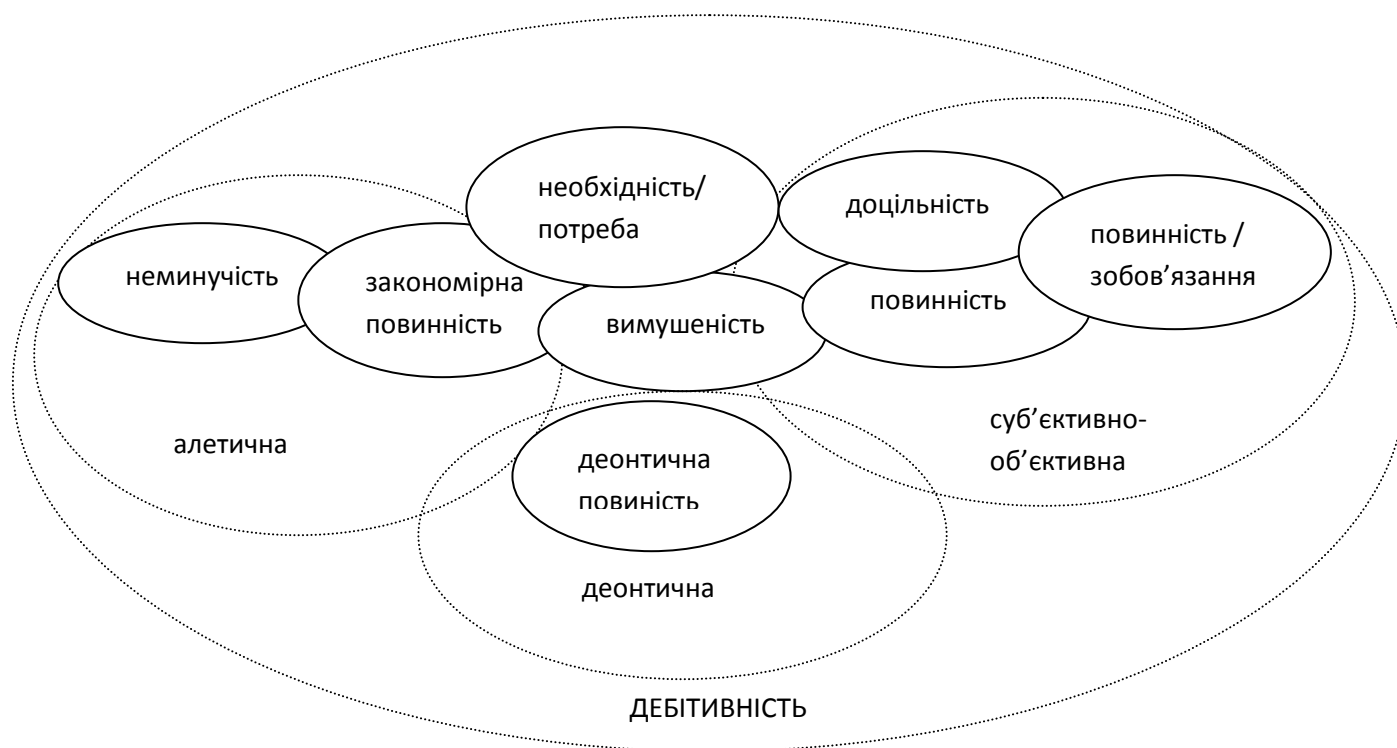 необхідність/
потреба
доцільність
повинність /
зобов’язання
неминучість
закономірна
повинність
вимушеність
повинність
алетична
суб’єктивно-
об’єктивна
деонтична
повиність
деонтична
ДЕБІТИВНІСТЬ